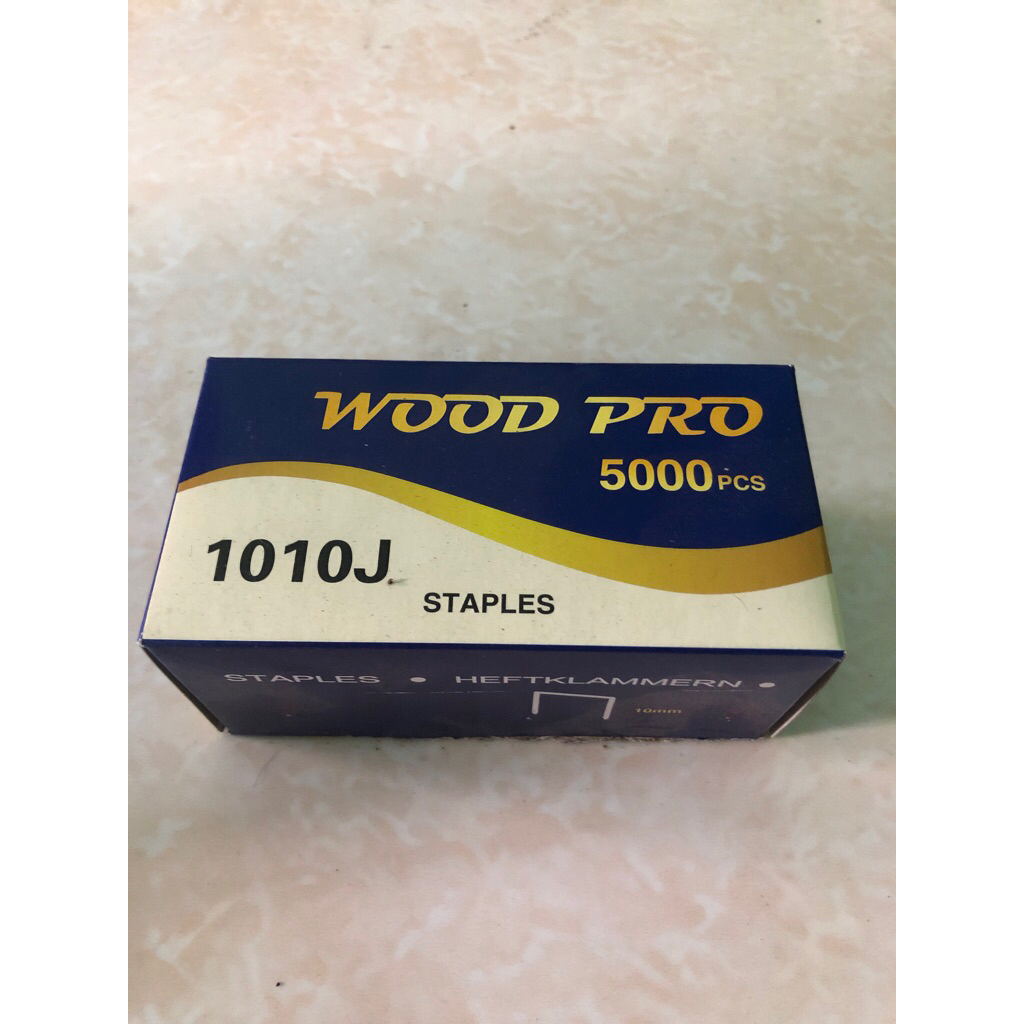 WOOD PRO
5000 PCS
1010J
STAPLES
STAPLES • HEFTKLAMMERN •
10mm